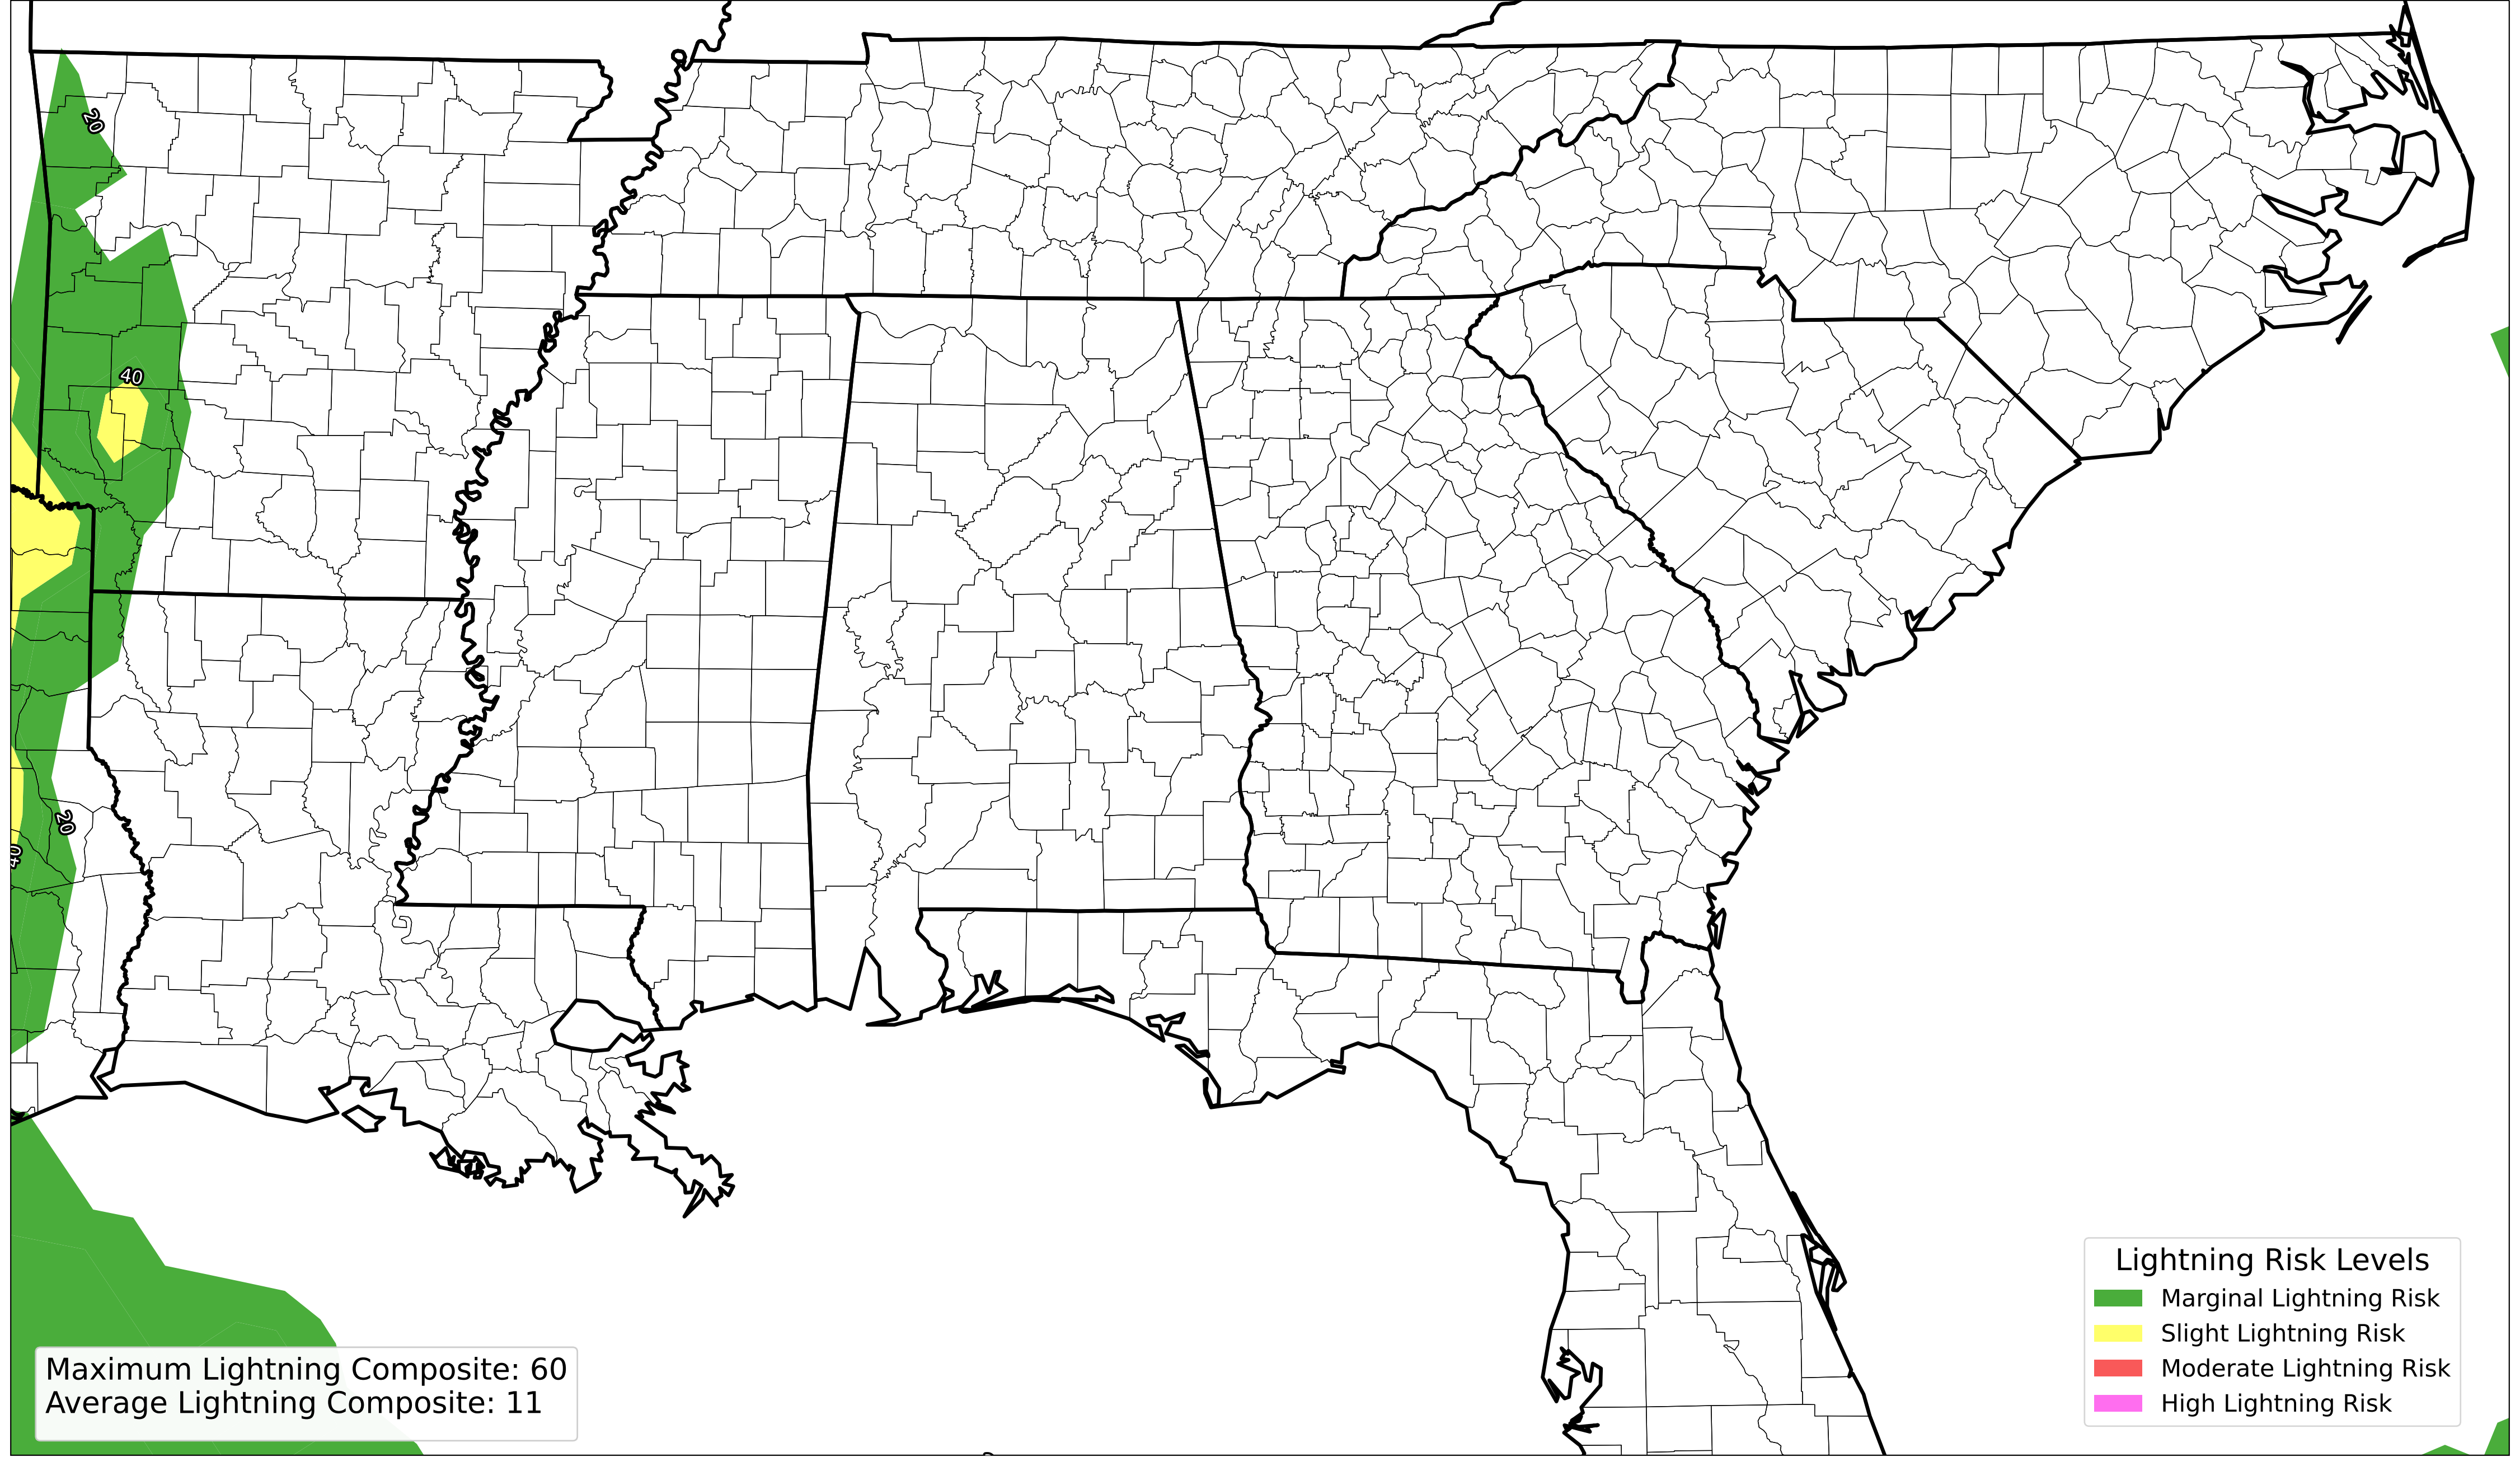 20
40
20
40
Lightning Risk Levels
Marginal Lightning Risk
Slight Lightning Risk
Moderate Lightning Risk
High Lightning Risk
Maximum Lightning Composite: 60
Average Lightning Composite: 11